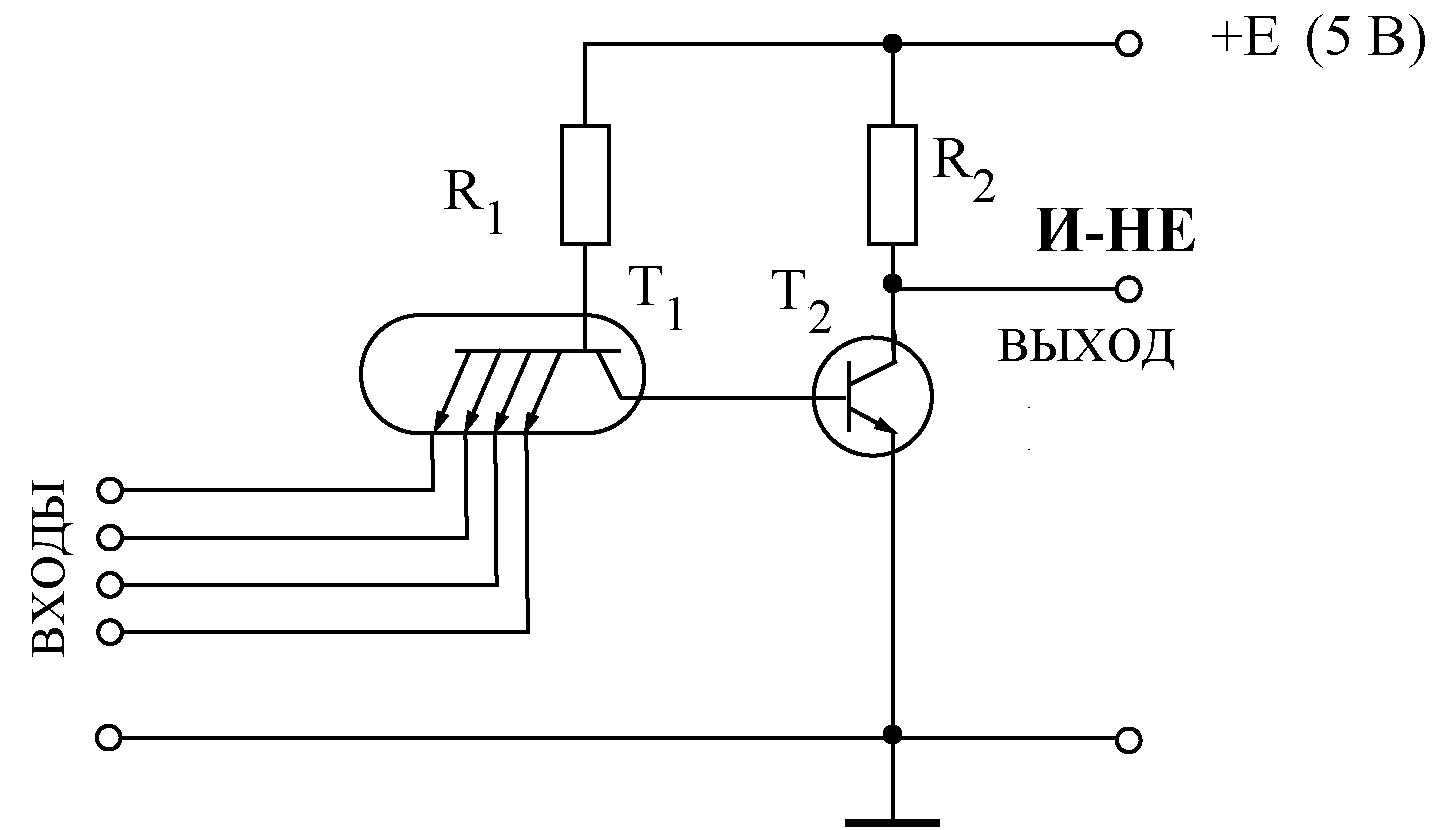 +E (5 В)
R1
R2
И-НЕ
T1
T2
ВЫХОД
ВХОДЫ